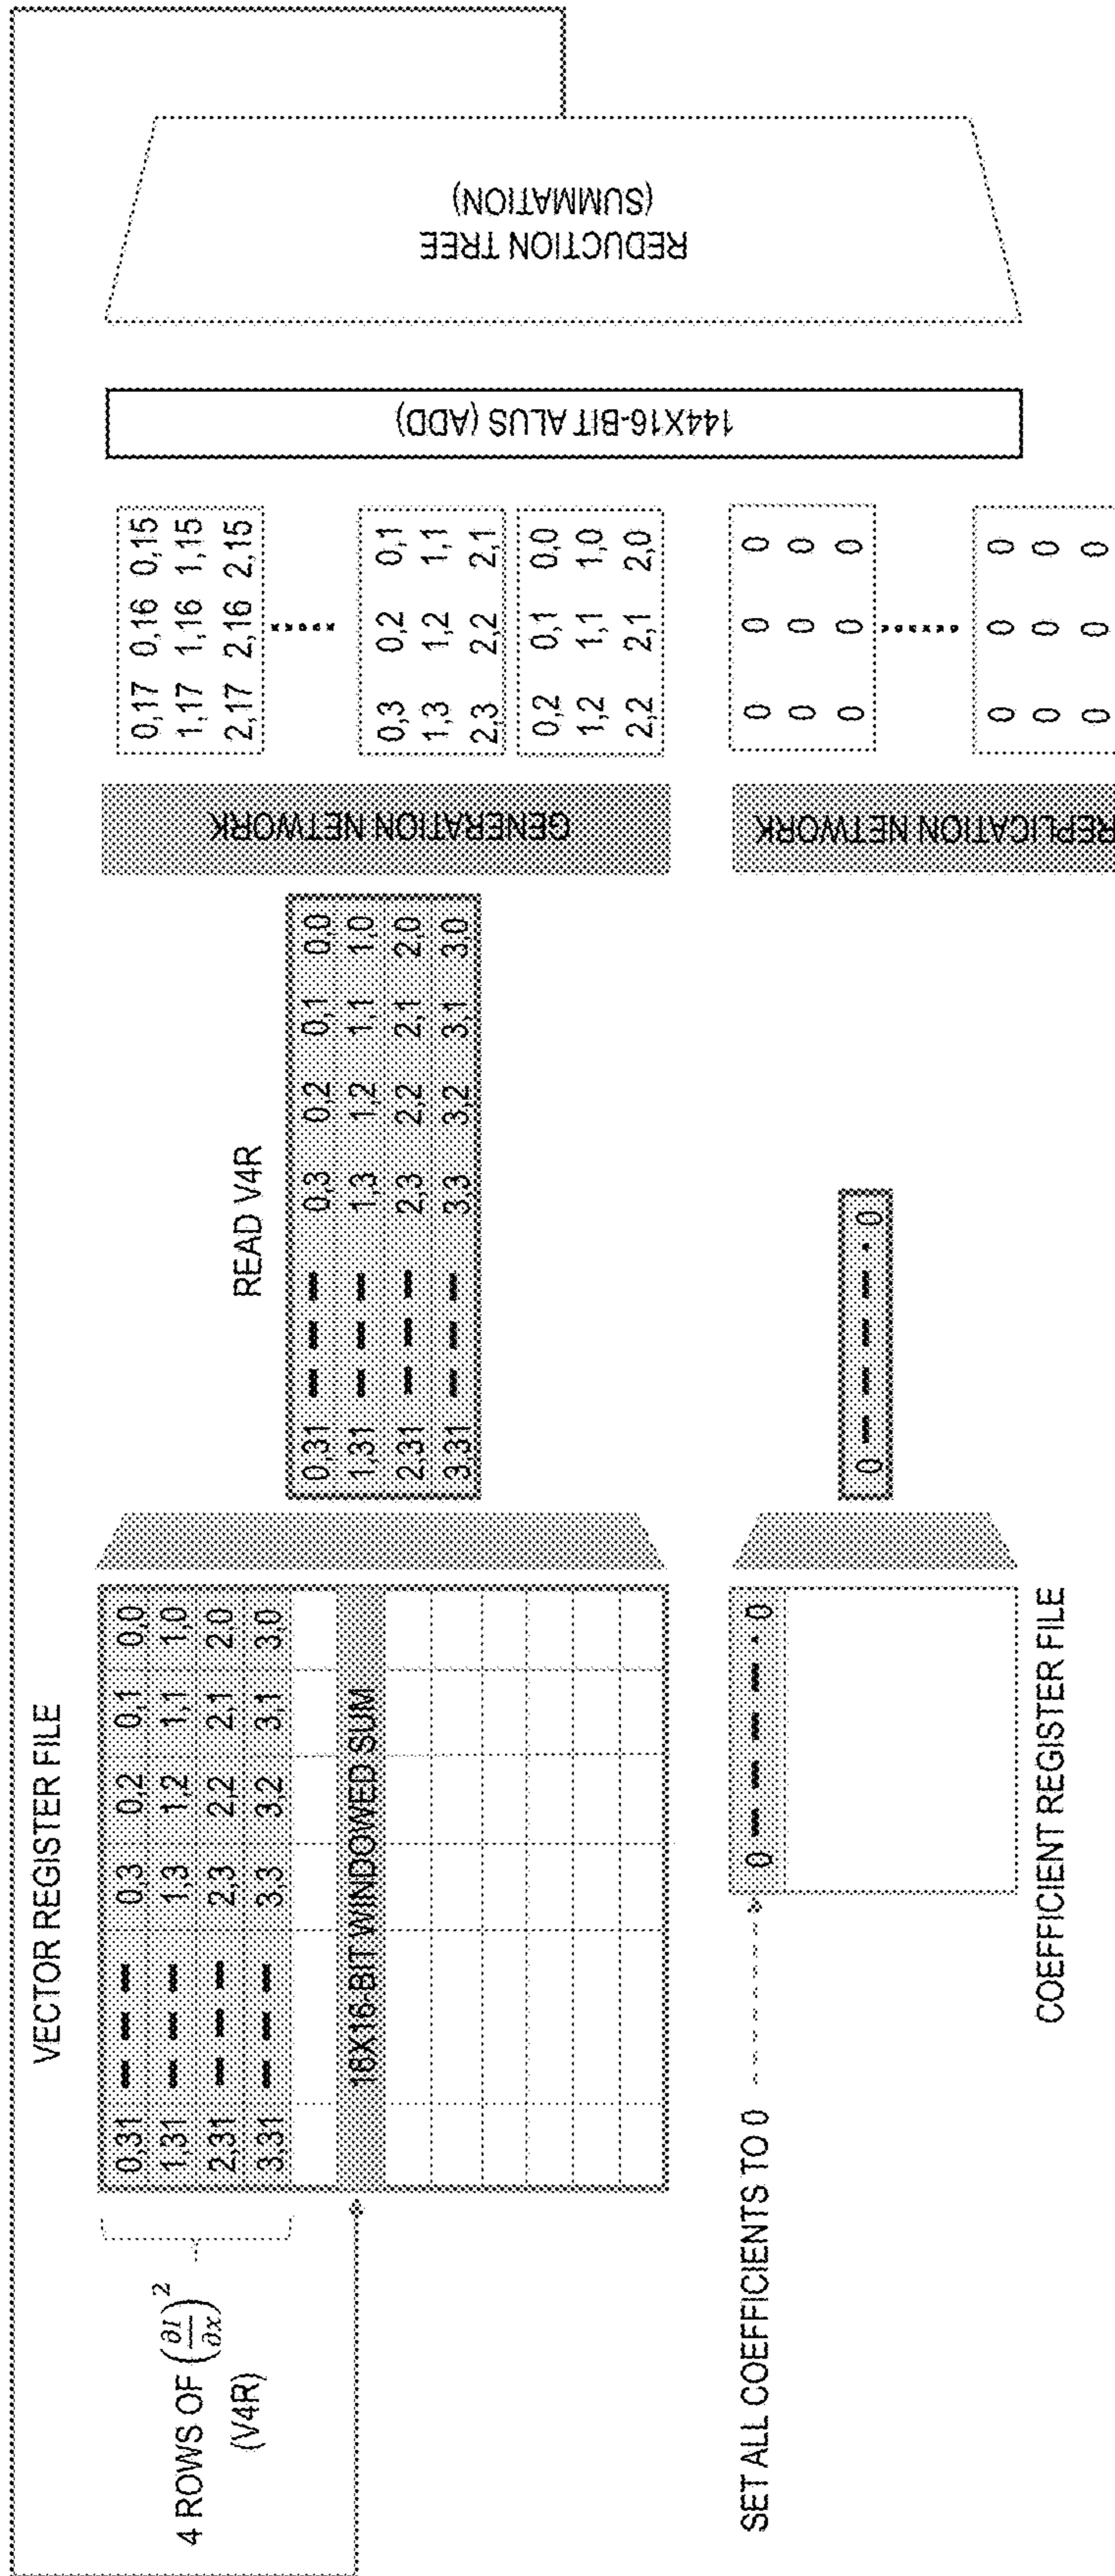 VECTOR REGISTER FILE
4 ROWS OF (∂I/∂x)²
(V4R)
0,31 — — — 0,3 0,2 0,1 0,0
1,31 — — — 1,3 1,2 1,1 1,0
2,31 — — — 2,3 2,2 2,1 2,0
3,31 — — — 3,3 3,2 3,1 3,0
16X16-BIT WINDOWED SUM
READ V4R
0,31 — — — 0,3 0,2 0,1 0,0
1,31 — — — 1,3 1,2 1,1 1,0
2,31 — — — 2,3 2,2 2,1 2,0
3,31 — — — 3,3 3,2 3,1 3,0
GENERATION NETWORK
0,17 0,16 0,15
1,17 1,16 1,15
2,17 2,16 2,15
0,3 0,2 0,1
1,3 1,2 1,1
2,3 2,2 2,1
0,2 0,1 0,0
1,2 1,1 1,0
2,2 2,1 2,0
144X16-BIT ALUS (ADD)
REDUCTION TREE
(SUMMATION)
SET ALL COEFFICIENTS TO 0
0 — — — — 0
COEFFICIENT REGISTER FILE
0 — — — — 0
REPLICATION NETWORK
0 0 0
0 0 0
0 0 0
0 0 0
0 0 0
0 0 0